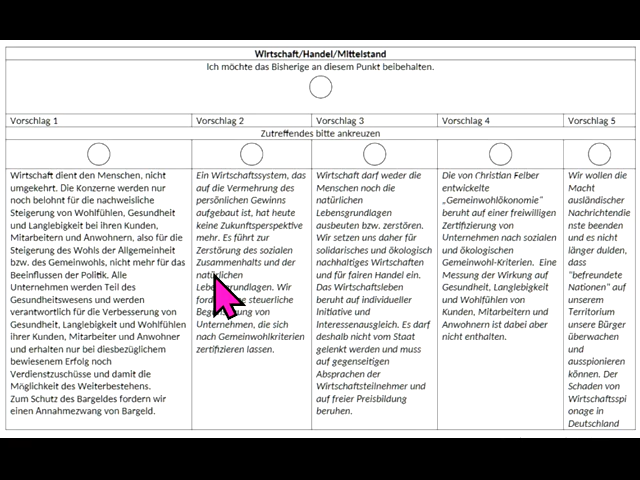 Wirtschaft/Handel/Mittelstand
Ich möchte das Bisherige an diesem Punkt beibehalten.
Vorschlag 1
Vorschlag 2
Vorschlag 3
Vorschlag 4
Vorschlag 5
Zutreffendes bitte ankreuzen
Wirtschaft dient den Menschen, nicht
umgekehrt. Die Konzerne werden nur
noch belohnt für die nachweisliche
Steigerung von Wohlfühlen, Gesundheit
und Langlebigkeit bei ihren Kunden,
Mitarbeitern und Anwohnern, also für die
Steigerung des Wohls der Allgemeinheit
bzw. des Gemeinwohls, nicht mehr für das
Beeinflussen der Politik. Alle
Unternehmen werden Teil des
Gesundheitswesens und werden
verantwortlich für die Verbesserung von
Gesundheit, Langlebigkeit und Wohlfühlen
ihrer Kunden, Mitarbeiter und Anwohner
und erhalten nur bei diesbezüglichem
bewiesenem Erfolg noch
Verdienstzuschüsse und damit die
Möglichkeit des Weiterbestehens.
Zum Schutz des Bargeldes fordern wir
einen Annahmezwang von Bargeld.
Ein Wirtschaftssystem, das
auf die Vermehrung des
persönlichen Gewinns
aufgebaut ist, hat heute
keine Zukunftsperspektive
mehr. Es führt zur
Zerstörung des sozialen
Zusammenhalts und der
natürlichen
Wir
steuerliche
von
Unternehmen, die sich
nach Gemeinwohlkriterien
zertifizieren lassen.
Wirtschaft darf weder die
Menschen noch die
natürlichen
Lebensgrundlagen
ausbeuten bzw. zerstören.
Wir setzen uns daher für
solidarisches und ökologisch
nachhaltiges Wirtschaften
und für fairen Handel ein.
Das Wirtschaftsleben
beruht auf individueller
Initiative und
Interessenausgleich. Es darf
deshalb nicht vom Staat
gelenkt werden und muss
auf gegenseitigen
Absprachen der
Wirtschaftsteilnehmer und
auf freier Preisbildung
beruhen.
Die von Christian Felber
entwickelte
„Gemeinwohlökonomie“
beruht auf einer freiwilligen
Zertifizierung von
Unternehmen nach sozialen
und ökologischen
Gemeinwohl-Kriterien. Eine
Messung der Wirkung auf
Gesundheit, Langlebigkeit
und Wohlfühlen von
Kunden, Mitarbeitern und
Anwohnern ist dabei aber
nicht enthalten.
Wir wollen die
Macht
ausländischer
Nachrichtendie
nste beenden
und es nicht
länger dulden,
dass
"befreundete
Nationen" auf
unserem
Territorium
unsere Bürger
überwachen
und
ausspionieren
können. Der
Schaden von
Wirtschaftsspi
onage in
Deutschland